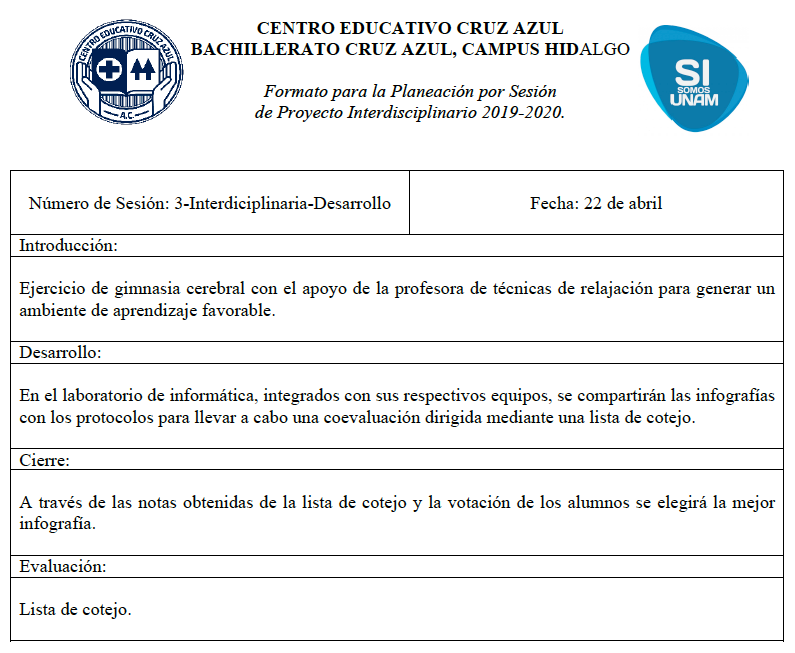 CENTRO EDUCATIVO CRUZ AZUL
A.C.
CENTRO EDUCATIVO CRUZ AZUL
BACHILLERATO CRUZ AZUL, CAMPUS HIDALGO
Formato para la Planeación por Sesión
de Proyecto Interdisciplinario 2019-2020.
SI
SOMOS
UNAM
Número de Sesión: 3-Interdiciplinaria-Desarrollo
Fecha: 22 de abril
Introducción:
Ejercicio de gimnasia cerebral con el apoyo de la profesora de técnicas de relajación para generar un
ambiente de aprendizaje favorable.
Desarrollo:
En el laboratorio de informática, integrados con sus respectivos equipos, se compartirán las infografías
con los protocolos para llevar a cabo una coevaluación dirigida mediante una lista de cotejo.
Cierre:
A través de las notas obtenidas de la lista de cotejo y la votación de los alumnos se elegirá la mejor
infografía.
Evaluación:
Lista de cotejo.